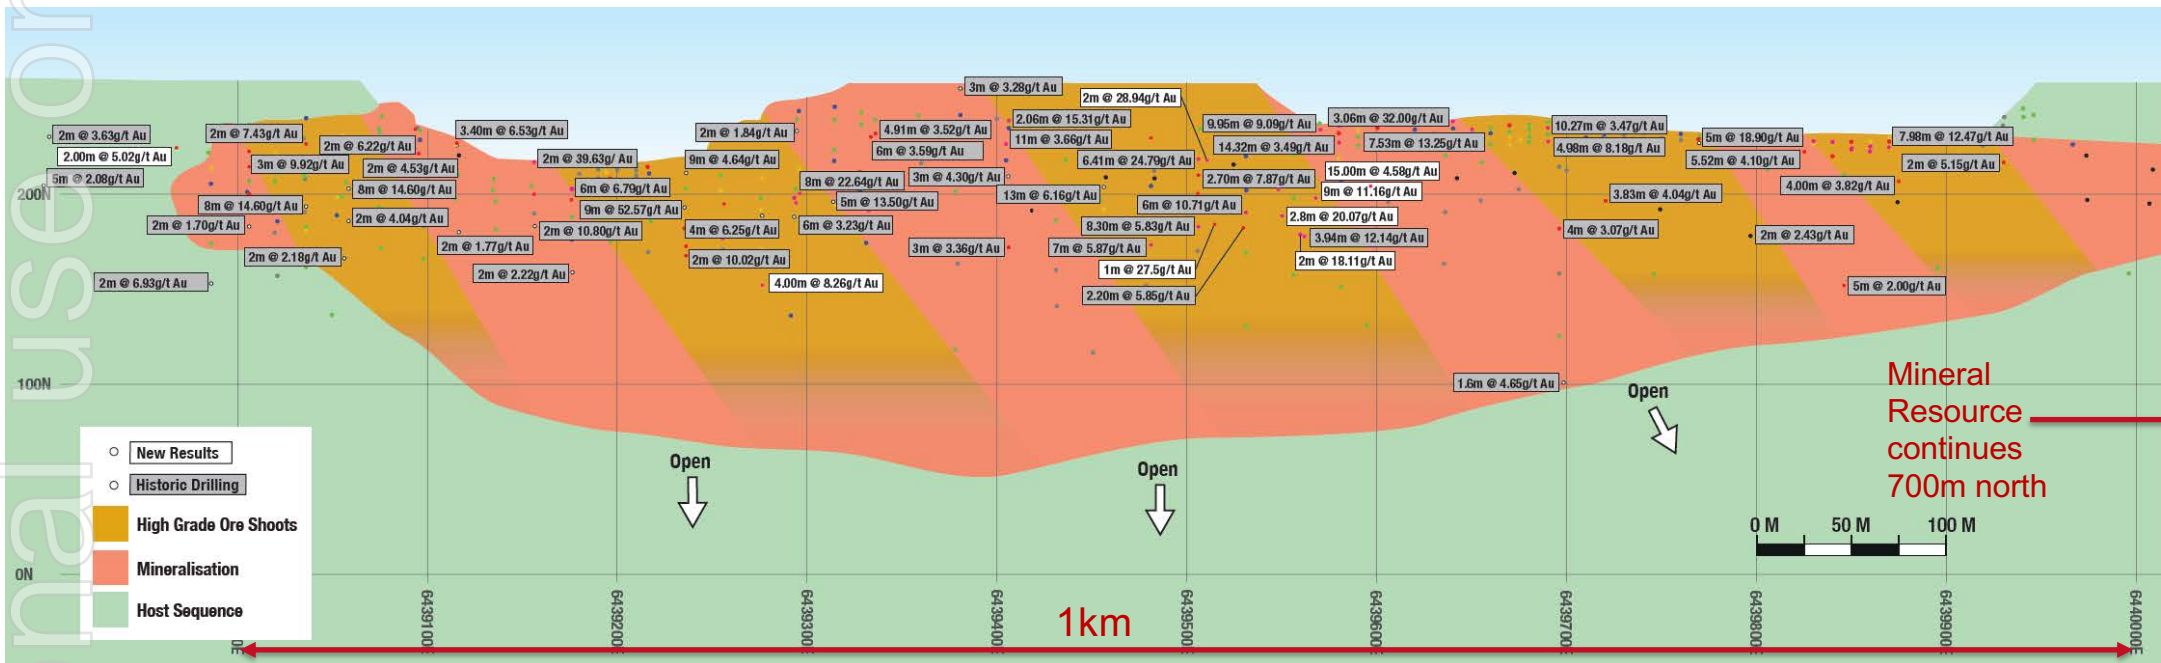 3m @ 3.28g/t Au
2m @ 28.94g/t Au
2m @ 3.63g/t Au
2.00m @ 5.02g/t Au
5m @ 2.08g/t Au
2m @ 7.43g/t Au
2m @ 6.22g/t Au
3m @ 9.92g/t Au
2m @ 4.53g/t Au
8m @ 14.60g/t Au
8m @ 14.60g/t Au
2m @ 4.04g/t Au
2m @ 1.70g/t Au
2m @ 2.18g/t Au
2m @ 6.93g/t Au
3.40m @ 6.53g/t Au
2m @ 39.63g/ Au
6m @ 6.79g/t Au
9m @ 52.57g/t Au
2m @ 10.80g/t Au
2m @ 1.77g/t Au
2m @ 2.22g/t Au
2m @ 1.84g/t Au
9m @ 4.64g/t Au
4m @ 6.25g/t Au
2m @ 10.02g/t Au
4.00m @ 8.26g/t Au
4.91m @ 3.52g/t Au
6m @ 3.59g/t Au
8m @ 22.64g/t Au
5m @ 13.50g/t Au
6m @ 3.23g/t Au
3m @ 4.30g/t Au
3m @ 3.36g/t Au
2.06m @ 15.31g/t Au
11m @ 3.66g/t Au
6.41m @ 24.79g/t Au
13m @ 6.16g/t Au
6m @ 10.71g/t Au
8.30m @ 5.83g/t Au
7m @ 5.87g/t Au
1m @ 27.5g/t Au
2.20m @ 5.85g/t Au
9.95m @ 9.09g/t Au
14.32m @ 3.49g/t Au
2.70m @ 7.87g/t Au
3.06m @ 32.00g/t Au
7.53m @ 13.25g/t Au
15.00m @ 4.58g/t Au
9m @ 11.16g/t Au
2.8m @ 20.07g/t Au
3.94m @ 12.14g/t Au
2m @ 18.11g/t Au
10.27m @ 3.47g/t Au
4.98m @ 8.18g/t Au
5m @ 18.90g/t Au
5.52m @ 4.10g/t Au
7.98m @ 12.47g/t Au
2m @ 5.15g/t Au
4.00m @ 3.82g/t Au
3.83m @ 4.04g/t Au
4m @ 3.07g/t Au
2m @ 2.43g/t Au
5m @ 2.00g/t Au
1.6m @ 4.65g/t Au
200N
100N
0N
Open
Open
Open
Mineral
Resource
continues
700m north
New Results
Historic Drilling
High Grade Ore Shoots
Mineralisation
Host Sequence
0 M 50 M 100 M
6439100E
6439200E
6439300E
6439400E
6439500E
6439600E
6439700E
6439800E
6439900E
6440000E
1km
nal use on